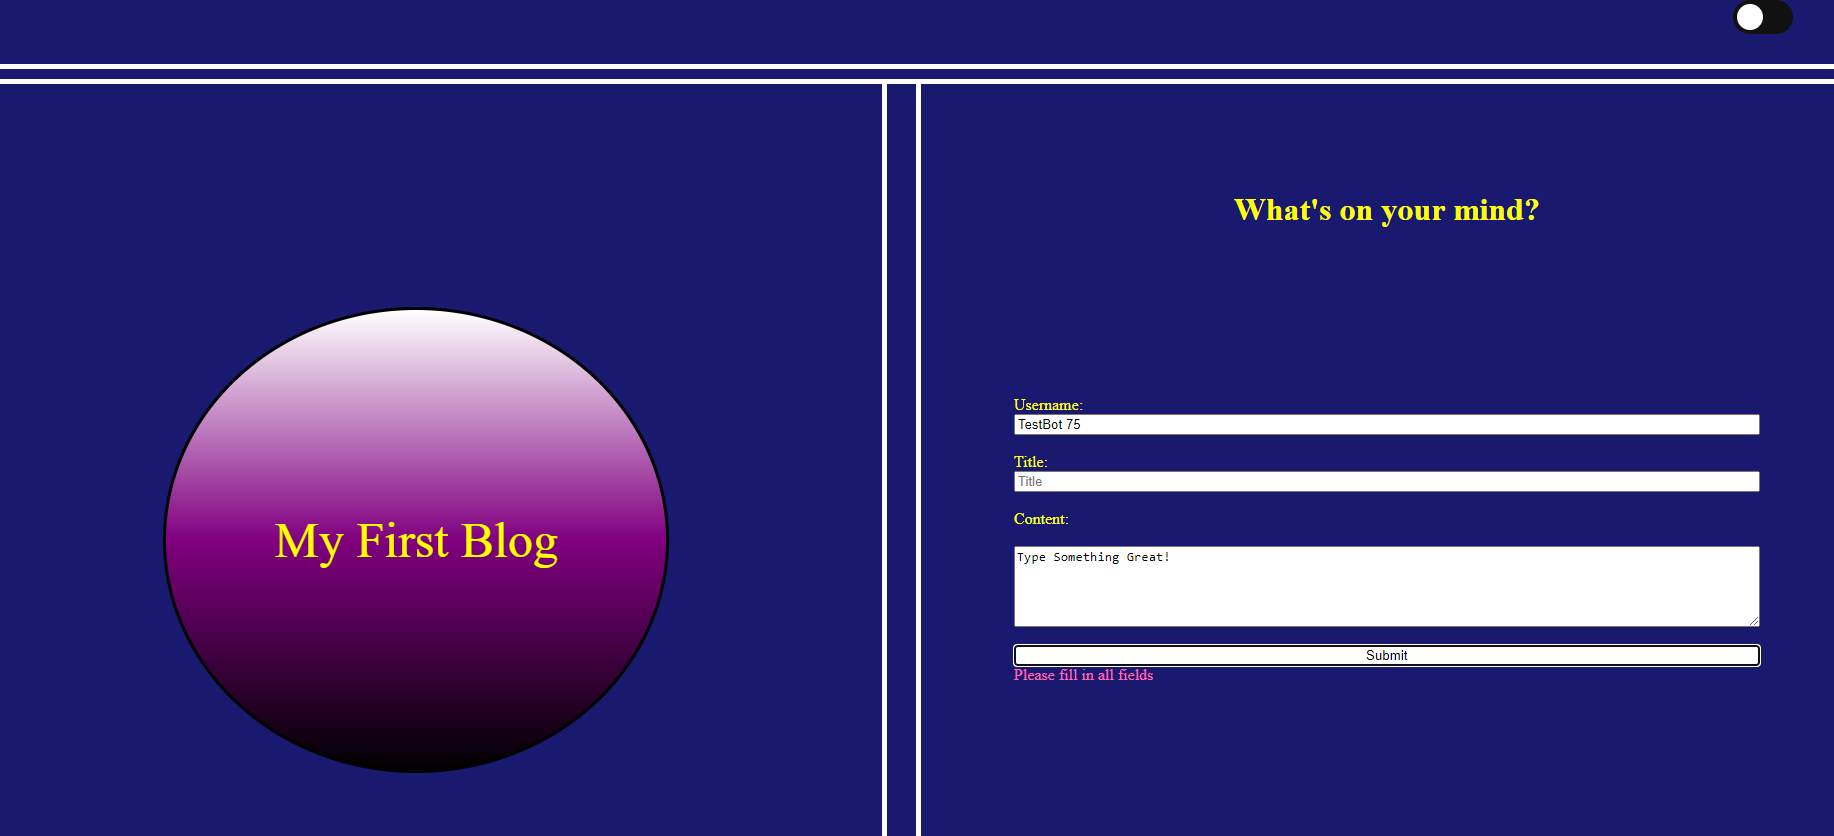 My First Blog
What's on your mind?
Username:
TestBot 75
Title:
Title
Content:
Type Something Great!
Submit
Please fill in all fields